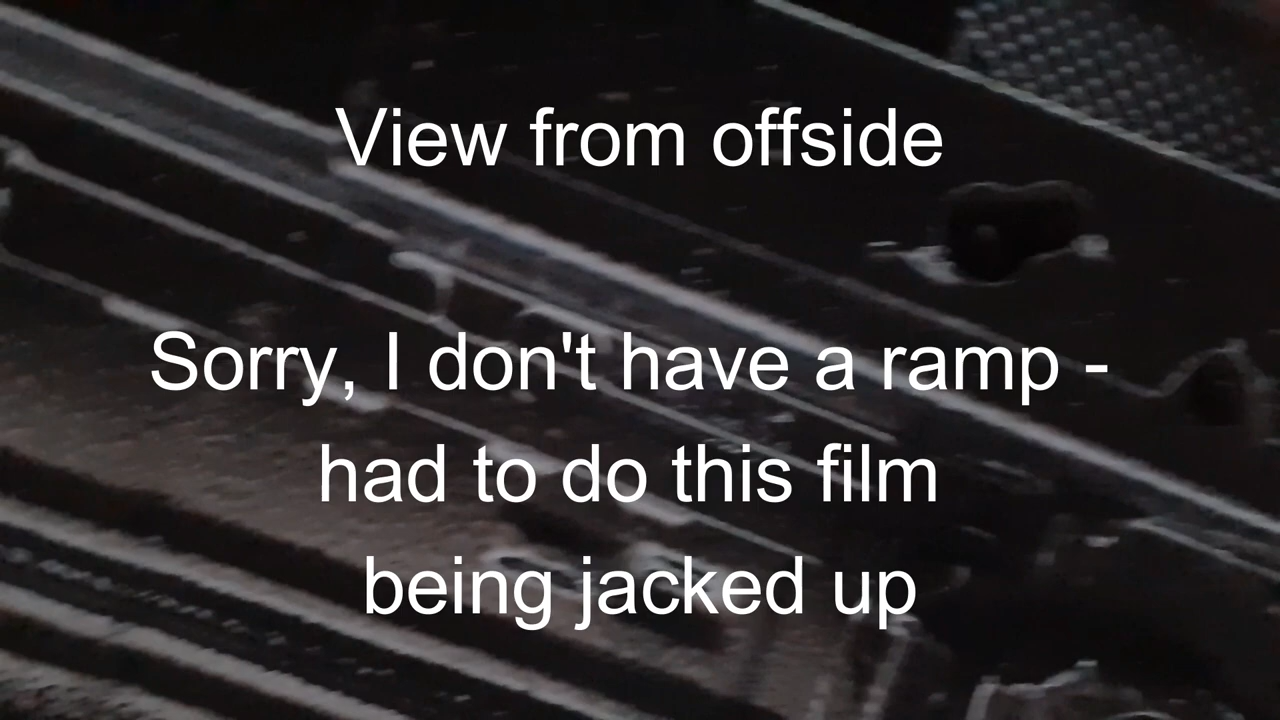 View from offside
Sorry, I don't have a ramp -
had to do this film
being jacked up